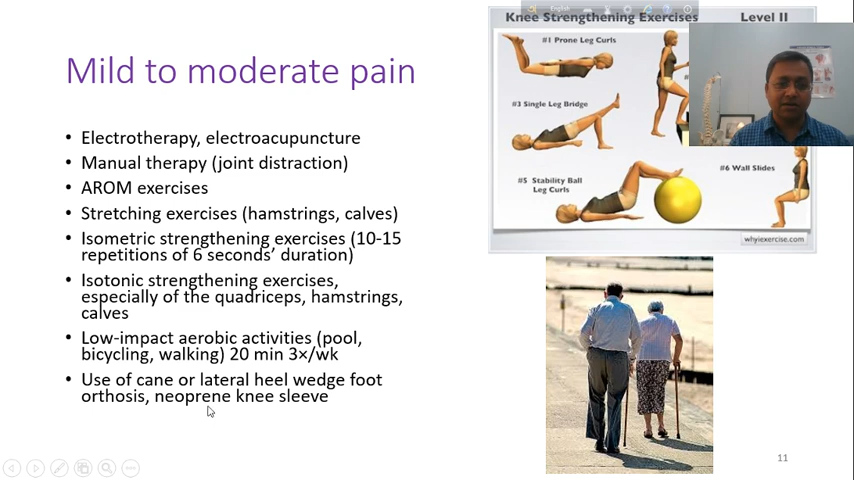 Mild to moderate pain
• Electrotherapy, electroacupuncture
• Manual therapy (joint distraction)
• AROM exercises
• Stretching exercises (hamstrings, calves)
• Isometric strengthening exercises (10-15
repetitions of 6 seconds’ duration)
• Isotonic strengthening exercises,
especially of the quadriceps, hamstrings,
calves
• Low-impact aerobic activities (pool,
bicycling, walking) 20 min 3×/wk
• Use of cane or lateral heel wedge foot
orthosis, neoprene knee sleeve
English
Knee Strengthening Exercises Level II
#1 Prone Leg Curls
#3 Single Leg Bridge
#5 Stability Ball
Leg Curls
#6 Wall Slides
whyiexercise.com
11